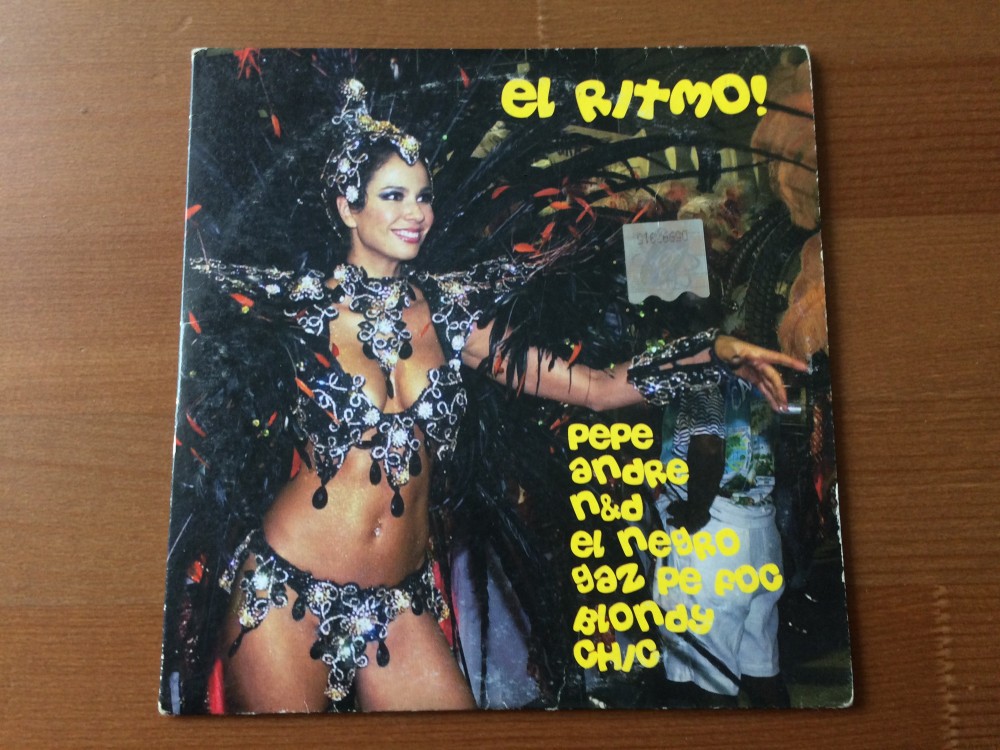 el RITMO!
pepe
andre
n&d
el negro
gaz pe foc
Blondy
CHIC